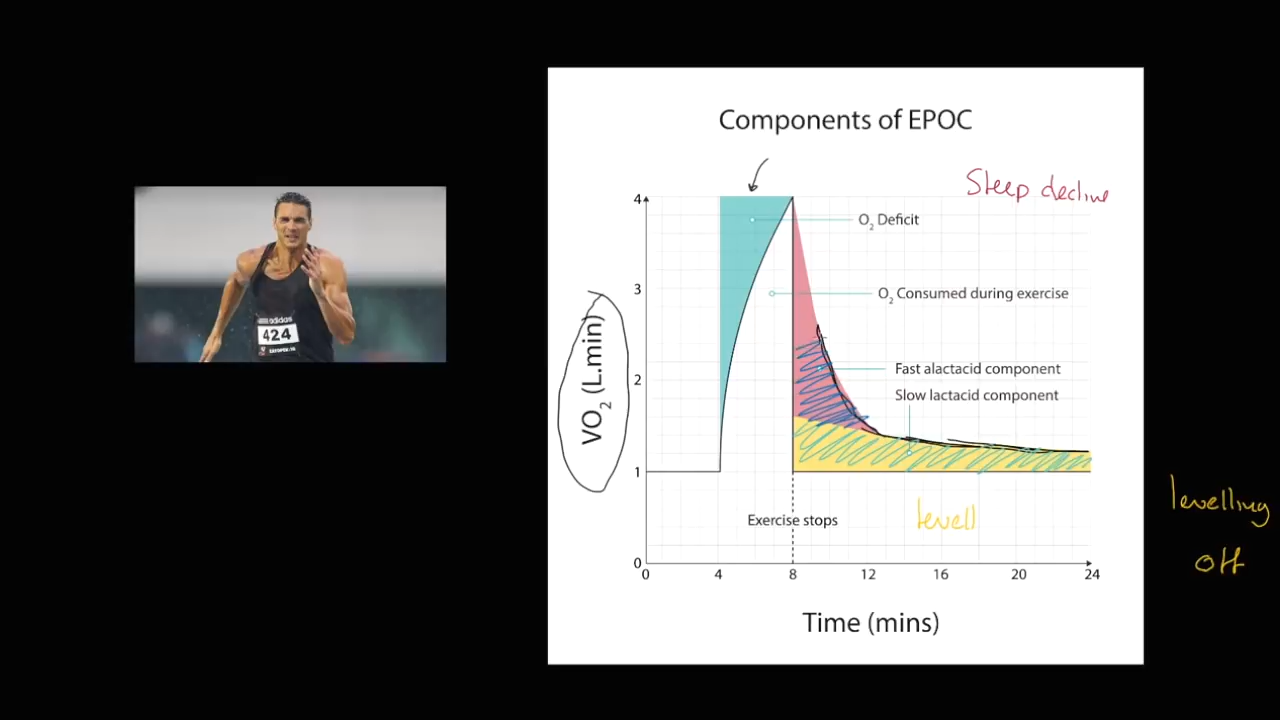 Components of EPOC
Steep decline
4
O2 Deficit
3
O2 Consumed during exercise
VO2 (L.min)
2
Fast alactacid component
Slow lactacid component
1
levelling
off
Exercise stops
levell
0
0 4 8 12 16 20 24
Time (mins)
adidas
424